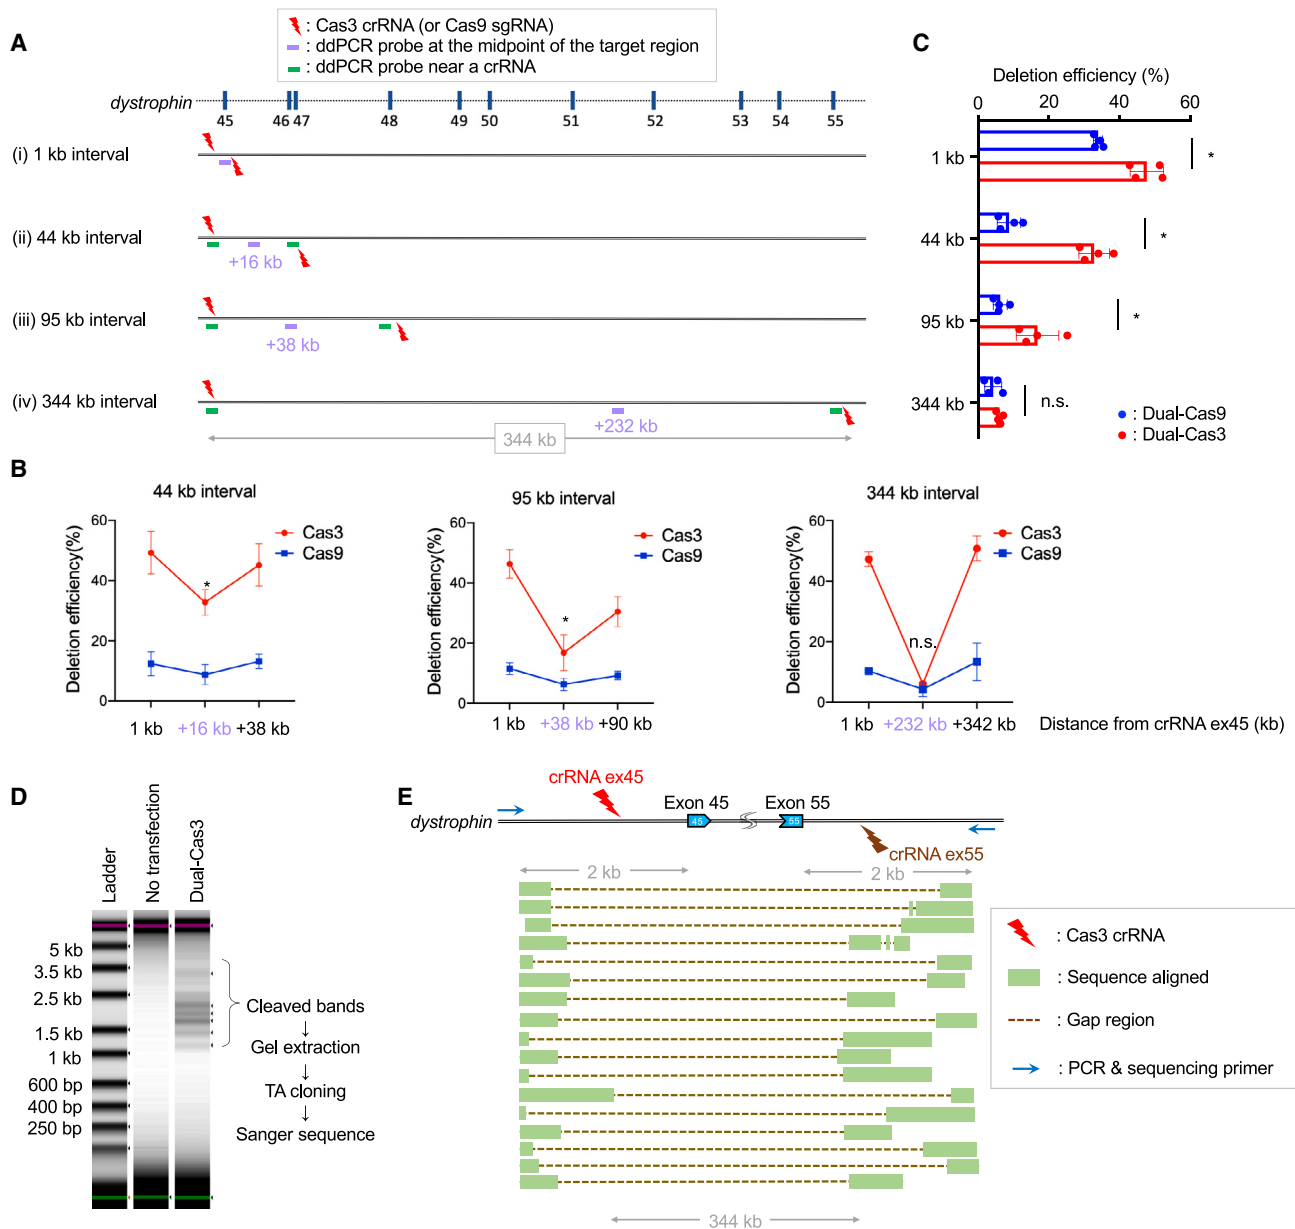 A
: Cas3 crRNA (or Cas9 sgRNA)
: ddPCR probe at the midpoint of the target region
: ddPCR probe near a crRNA
dystrophin
45 46 47 48 49 50 51 52 53 54 55
(i) 1 kb interval
(ii) 44 kb interval
+16 kb
(iii) 95 kb interval
+38 kb
(iv) 344 kb interval
+232 kb
344 kb
C
Deletion efficiency (%)
0 20 40 60
1 kb
*
44 kb
*
95 kb
*
344 kb
n.s.
: Dual-Cas9
: Dual-Cas3
B
44 kb interval
Deletion efficiency(%)
60
40
20
0
Cas3
Cas9
*
1 kb +16 kb +38 kb
95 kb interval
Deletion efficiency(%)
60
40
20
0
Cas3
Cas9
*
1 kb +38 kb +90 kb
344 kb interval
Deletion efficiency(%)
60
40
20
0
Cas3
Cas9
n.s.
1 kb +232 kb +342 kb
Distance from crRNA ex45 (kb)
D
Ladder
No transfection
Dual-Cas3
5 kb
3.5 kb
2.5 kb
1.5 kb
1 kb
600 bp
400 bp
250 bp
Cleaved bands
↓
Gel extraction
↓
TA cloning
↓
Sanger sequence
E
crRNA ex45
Exon 45 Exon 55
dystrophin
45 55
crRNA ex55
2 kb 2 kb
344 kb
: Cas3 crRNA
: Sequence aligned
: Gap region
: PCR & sequencing primer